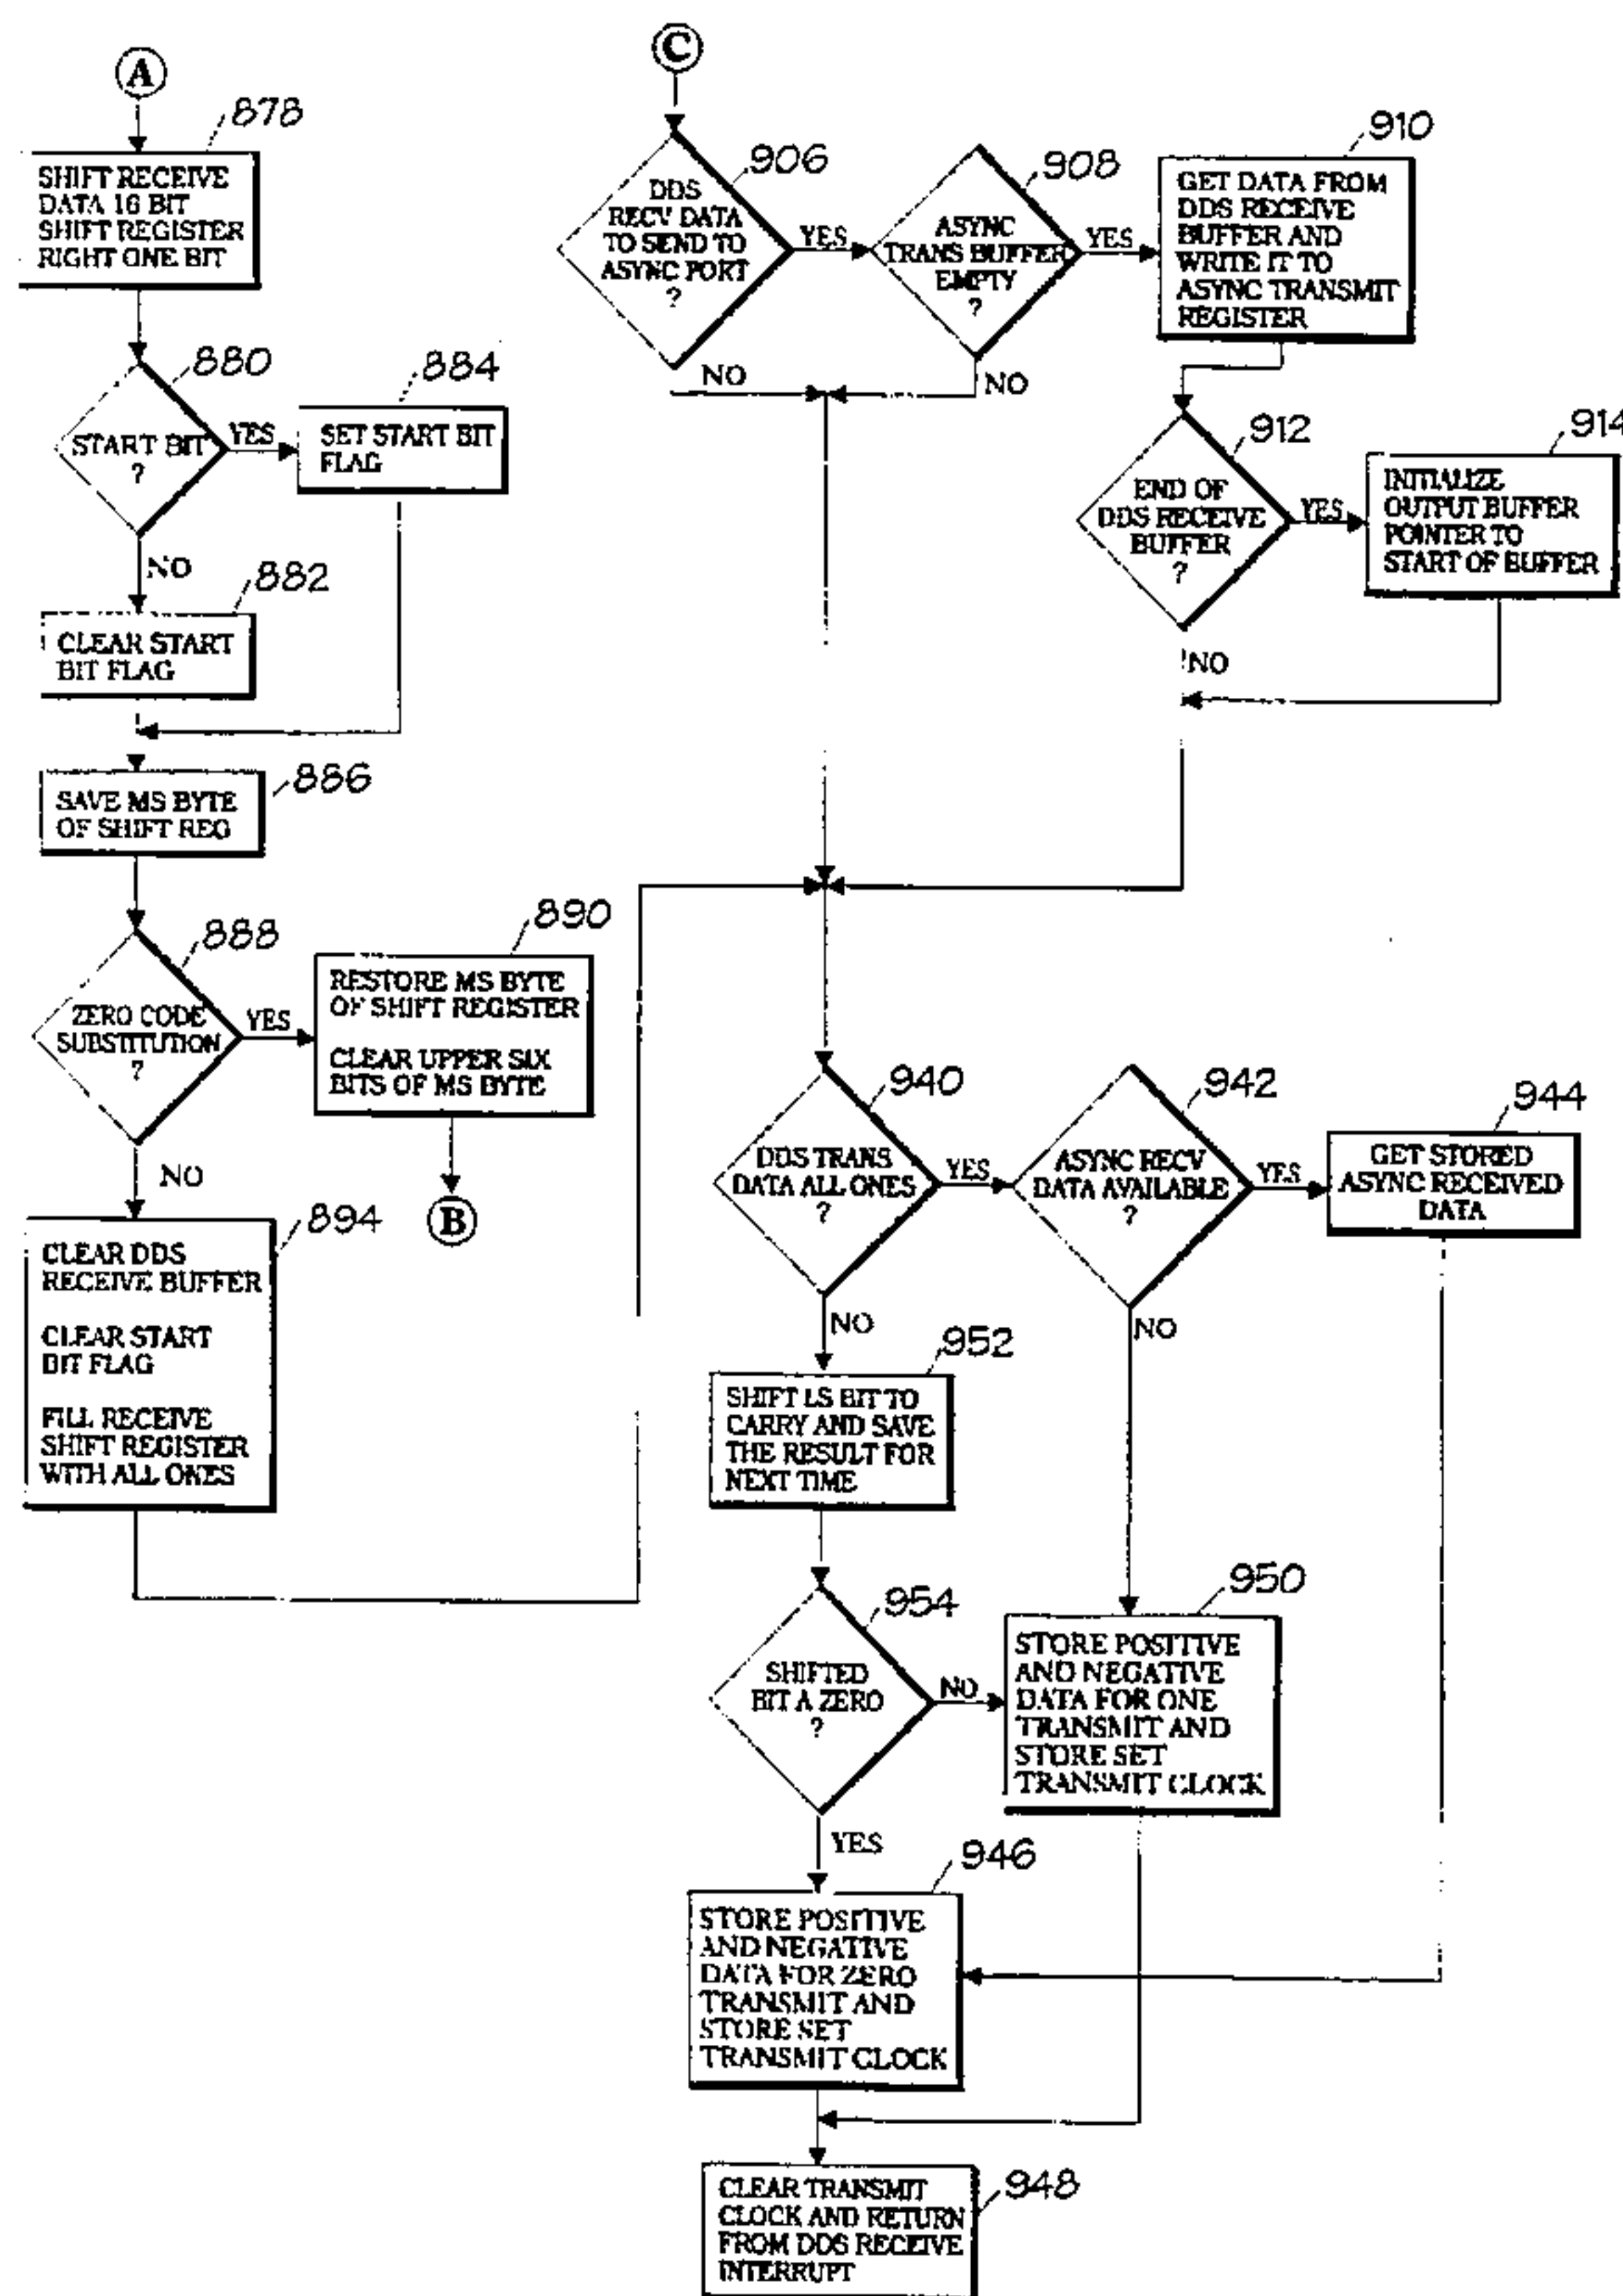 A
878
SHIFT RECEIVE
DATA 16 BIT
SHIFT REGISTER
RIGHT ONE BIT
880
START BIT
?
YES
884
SET START BIT
FLAG
NO
882
CLEAR START
BIT FLAG
886
SAVE MS BYTE
OF SHIFT REG
888
ZERO CODE
SUBSTITUTION
?
YES
890
RESTORE MS BYTE
OF SHIFT REGISTER
CLEAR UPPER SIX
BITS OF MS BYTE
B
NO
894
CLEAR DDS
RECEIVE BUFFER
CLEAR START
BIT FLAG
FILL RECEIVE
SHIFT REGISTER
WITH ALL ONES
C
906
DDS
RECV DATA
TO SEND TO
ASYNC PORT
?
YES
NO
908
ASYNC
TRANS BUFFER
EMPTY
?
YES
NO
910
GET DATA FROM
DDS RECEIVE
BUFFER AND
WRITE IT TO
ASYNC TRANSMIT
REGISTER
912
END OF
DDS RECEIVE
BUFFER
?
YES
NO
914
INITIALIZE
OUTPUT BUFFER
POINTER TO
START OF BUFFER
940
DDS TRANS
DATA ALL ONES
?
YES
NO
942
ASYNC RECV
DATA AVAILABLE
?
YES
NO
944
GET STORED
ASYNC RECEIVED
DATA
952
SHIFT LS BIT TO
CARRY AND SAVE
THE RESULT FOR
NEXT TIME
954
SHIFTED
BIT A ZERO
?
NO
YES
950
STORE POSITIVE
AND NEGATIVE
DATA FOR ONE
TRANSMIT AND
STORE SET
TRANSMIT CLOCK
946
STORE POSITIVE
AND NEGATIVE
DATA FOR ZERO
TRANSMIT AND
STORE SET
TRANSMIT CLOCK
948
CLEAR TRANSMIT
CLOCK AND RETURN
FROM DDS RECEIVE
INTERRUPT